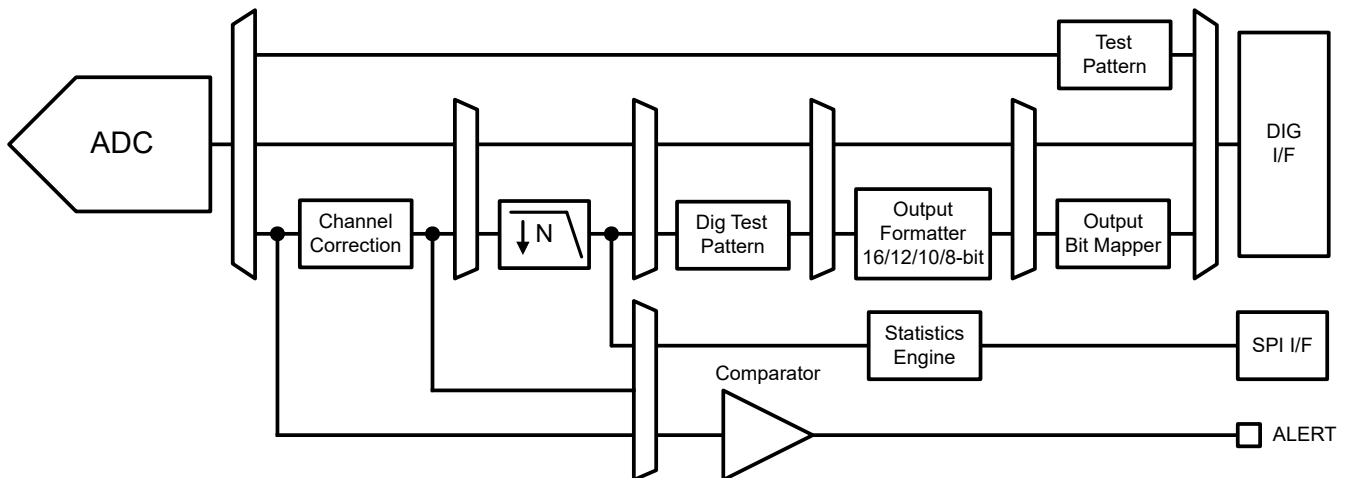 Test
Pattern
ADC
DIG
I/F
Channel
Correction
N
Dig Test
Pattern
Output
Formatter
16/12/10/8-bit
Output
Bit Mapper
Statistics
Engine
SPI I/F
Comparator
ALERT